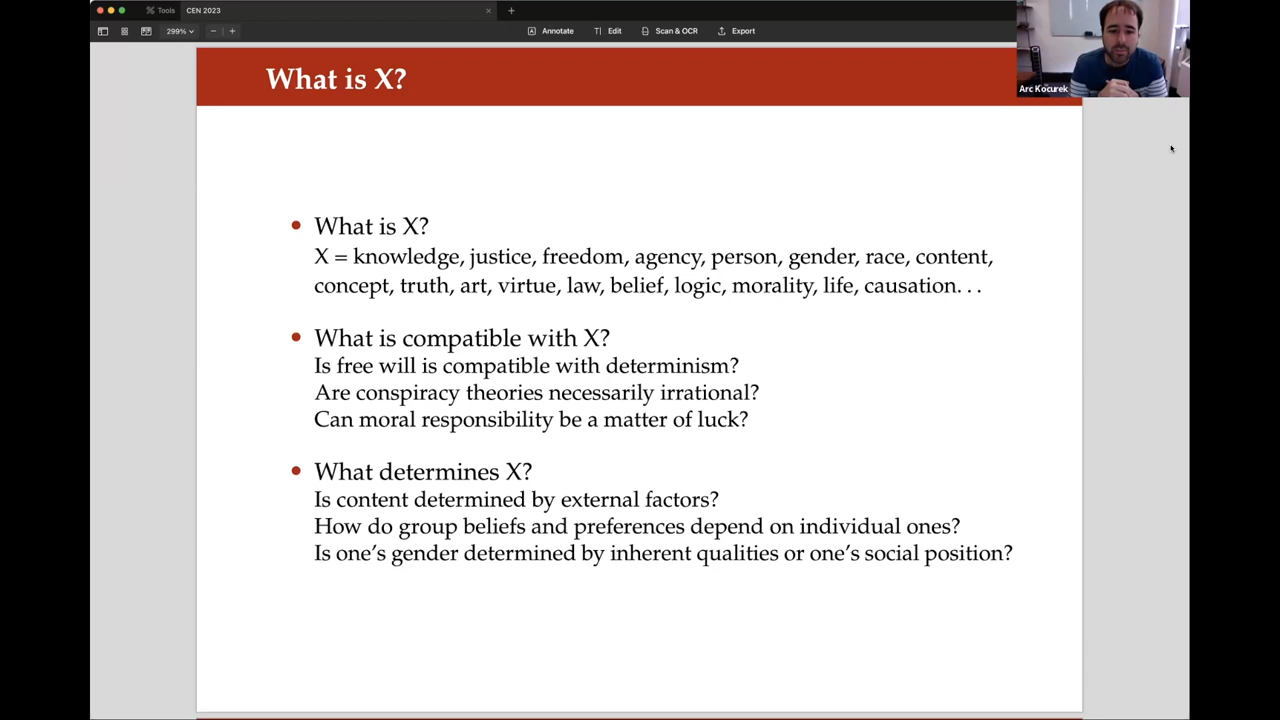 Tools
CEN 2023
299%
Annotate
Edit
Scan & OCR
Export
Arc Kocurek
What is X?
What is X?
X = knowledge, justice, freedom, agency, person, gender, race, content,
concept, truth, art, virtue, law, belief, logic, morality, life, causation. . .
What is compatible with X?
Is free will is compatible with determinism?
Are conspiracy theories necessarily irrational?
Can moral responsibility be a matter of luck?
What determines X?
Is content determined by external factors?
How do group beliefs and preferences depend on individual ones?
Is one’s gender determined by inherent qualities or one’s social position?